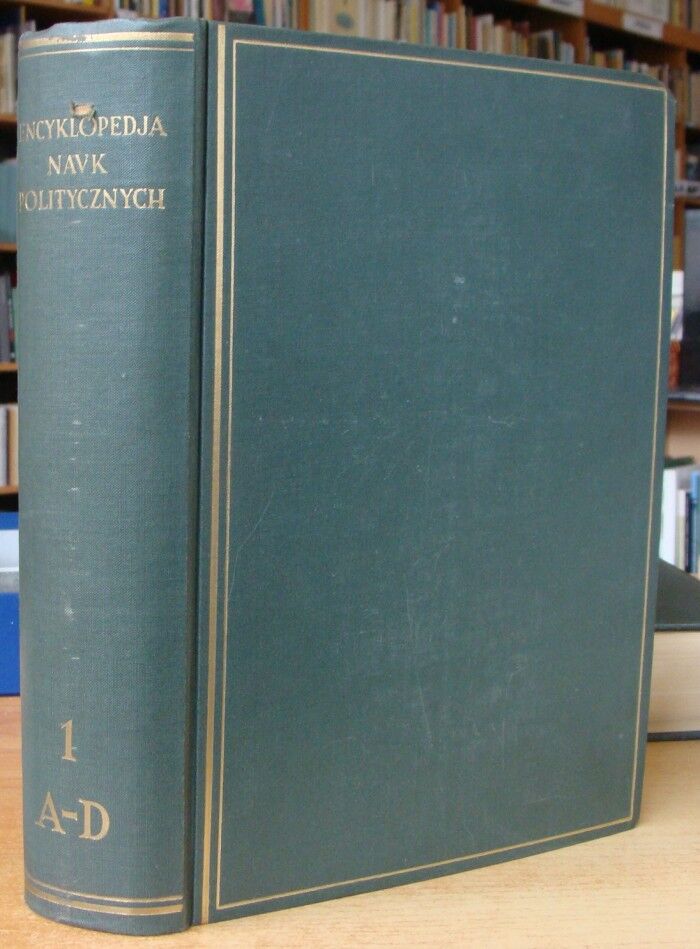 ENCYKLOPEDJA
NAVK
POLITYCZNYCH
1
A-D